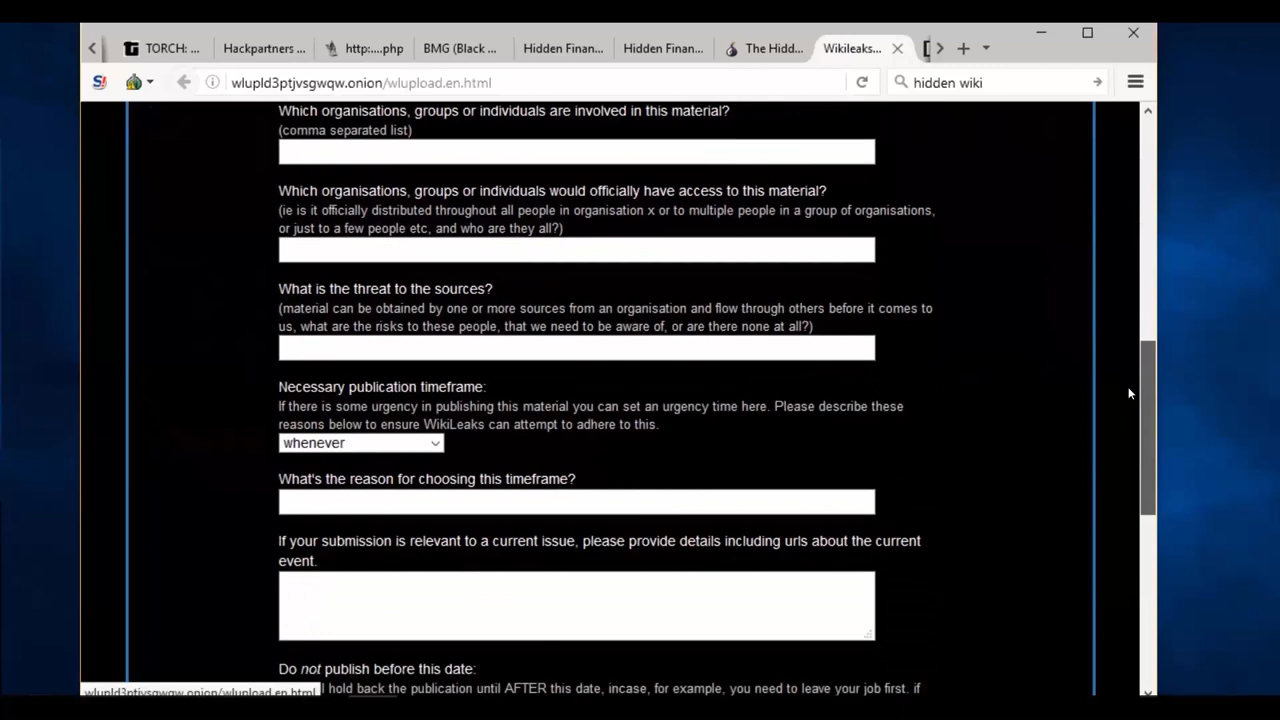 TORCH: ...
Hackpartners ...
http:....php
BMG (Black ...
Hidden Finan...
Hidden Finan...
The Hidd...
Wikileaks...
wlupld3ptjvsgwqw.onion/wlupload.en.html
hidden wiki
Which organisations, groups or individuals are involved in this material?
(comma separated list)
Which organisations, groups or individuals would officially have access to this material?
(ie is it officially distributed throughout all people in organisation x or to multiple people in a group of organisations,
or just to a few people etc, and who are they all?)
What is the threat to the sources?
(material can be obtained by one or more sources from an organisation and flow through others before it comes to
us, what are the risks to these people, that we need to be aware of, or are there none at all?)
Necessary publication timeframe:
If there is some urgency in publishing this material you can set an urgency time here. Please describe these
reasons below to ensure WikiLeaks can attempt to adhere to this.
whenever
What's the reason for choosing this timeframe?
If your submission is relevant to a current issue, please provide details including urls about the current
event.
Do not publish before this date:
hold back the publication until AFTER this date, incase, for example, you need to leave your job first. if
wlupld3ptjvsgwqw.onion/wlupload.en.html